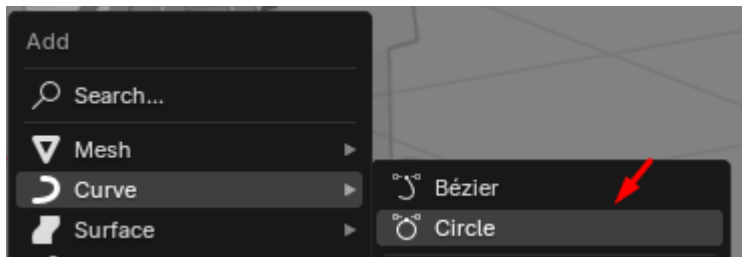 Add
Search...
Mesh
Curve
Surface
Bézier
Circle